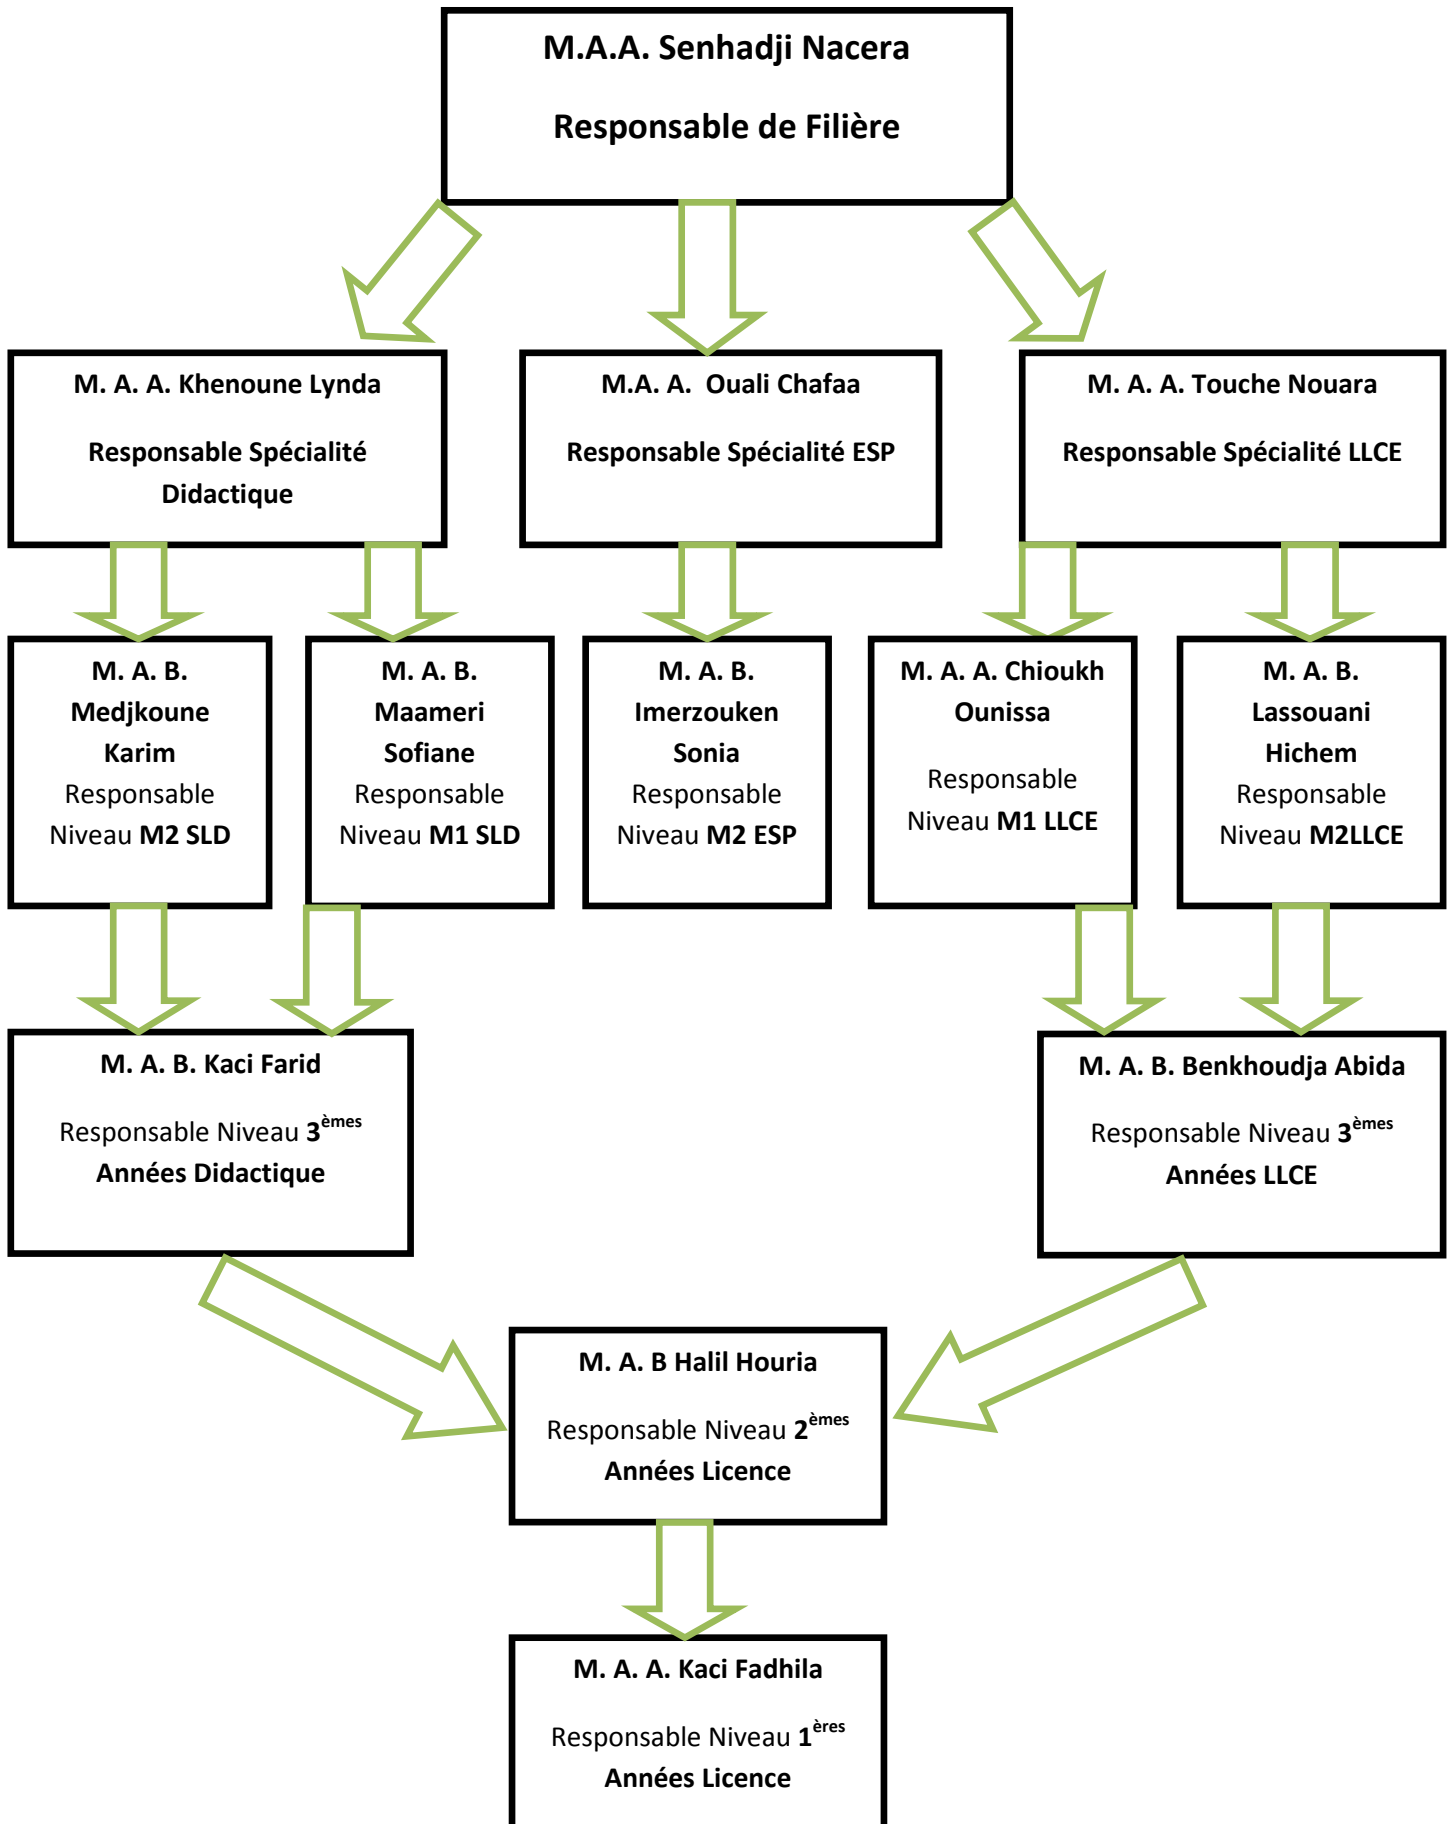 M.A.A. Senhadji Nacera
Responsable de Filière
M. A. A. Khenoune Lynda
Responsable Spécialité
Didactique
M.A. A. Ouali Chafaa
Responsable Spécialité ESP
M. A. A. Touche Nouara
Responsable Spécialité LLCE
M. A. B.
Medjkoune
Karim
Responsable
Niveau M2 SLD
M. A. B.
Maameri
Sofiane
Responsable
Niveau M1 SLD
M. A. B.
Imerzouken
Sonia
Responsable
Niveau M2 ESP
M. A. A. Chioukh
Ounissa
Responsable
Niveau M1 LLCE
M. A. B.
Lassouani
Hichem
Responsable
Niveau M2LLCE
M. A. B. Kaci Farid
Responsable Niveau 3èmes
Années Didactique
M. A. B. Benkhoudja Abida
Responsable Niveau 3èmes
Années LLCE
M. A. B Halil Houria
Responsable Niveau 2èmes
Années Licence
M. A. A. Kaci Fadhila
Responsable Niveau 1ères
Années Licence